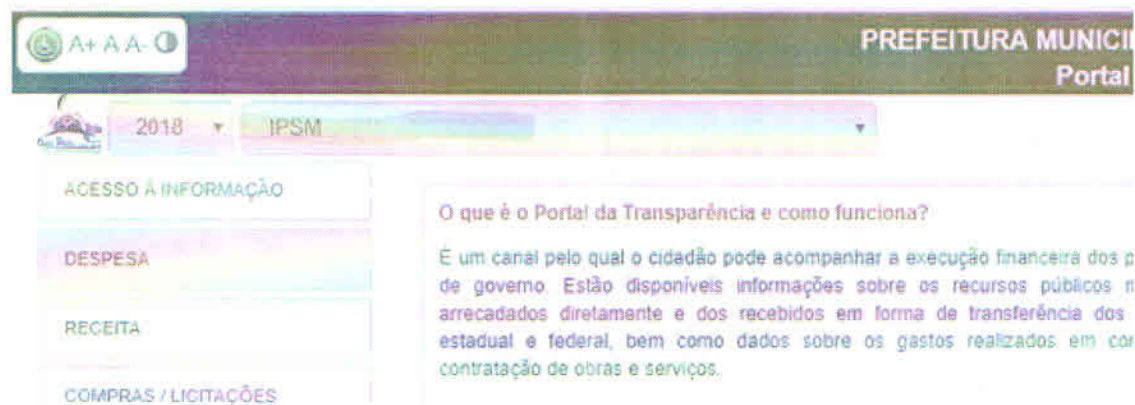 A+ A A-
PREFEITURA MUNICI
Portal
2018 IPSM
ACESSO À INFORMAÇÃO
DESPESA
RECEITA
COMPRAS / LICITAÇÕES
O que é o Portal da Transparência e como funciona?
É um canal pelo qual o cidadão pode acompanhar a execução financeira dos p
de governo. Estão disponíveis informações sobre os recursos públicos n
arrecadados diretamente e dos recebidos em forma de transferência dos
estadual e federal, bem como dados sobre os gastos realizados em con
contratação de obras e serviços.